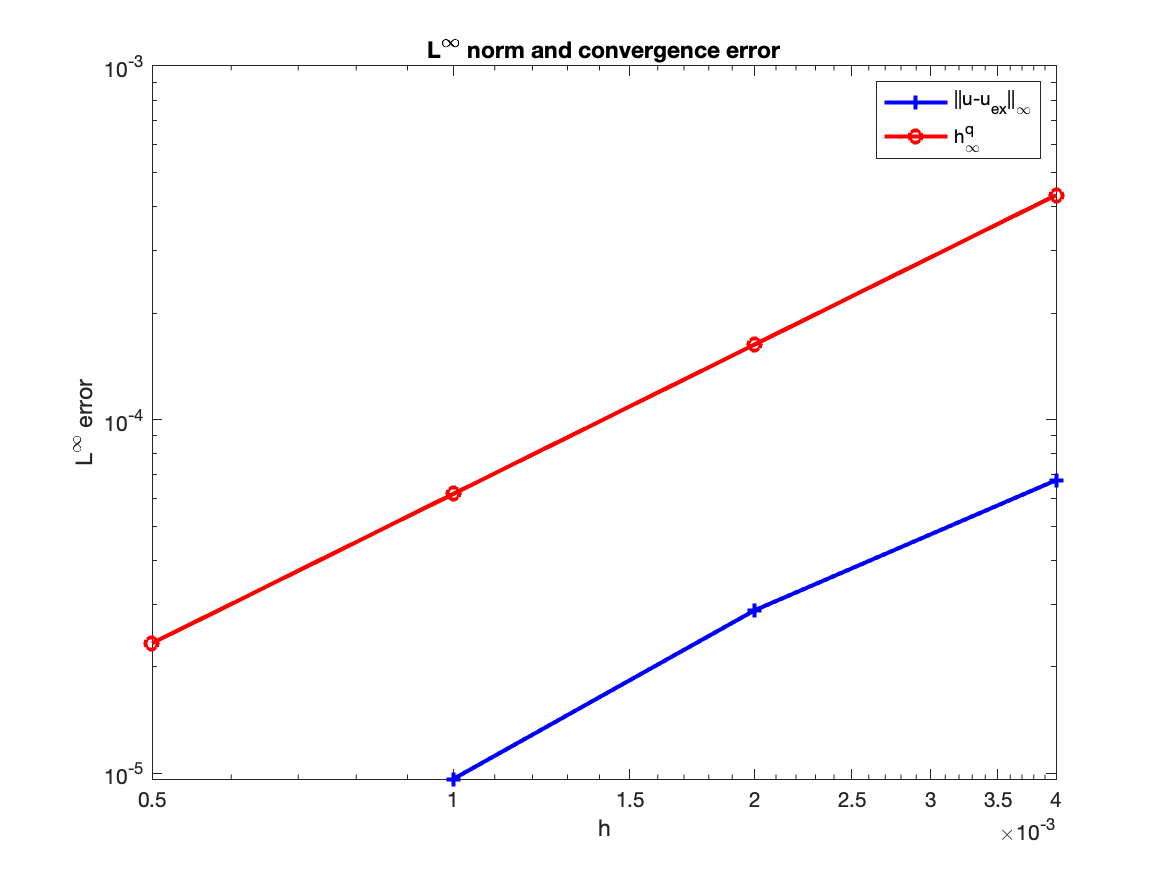 L∞ norm and convergence error
10-3
‖u-uex‖∞
hq∞
10-4
L∞ error
10-5
0.5 1 1.5 2 2.5 3 3.5 4
h
×10-3